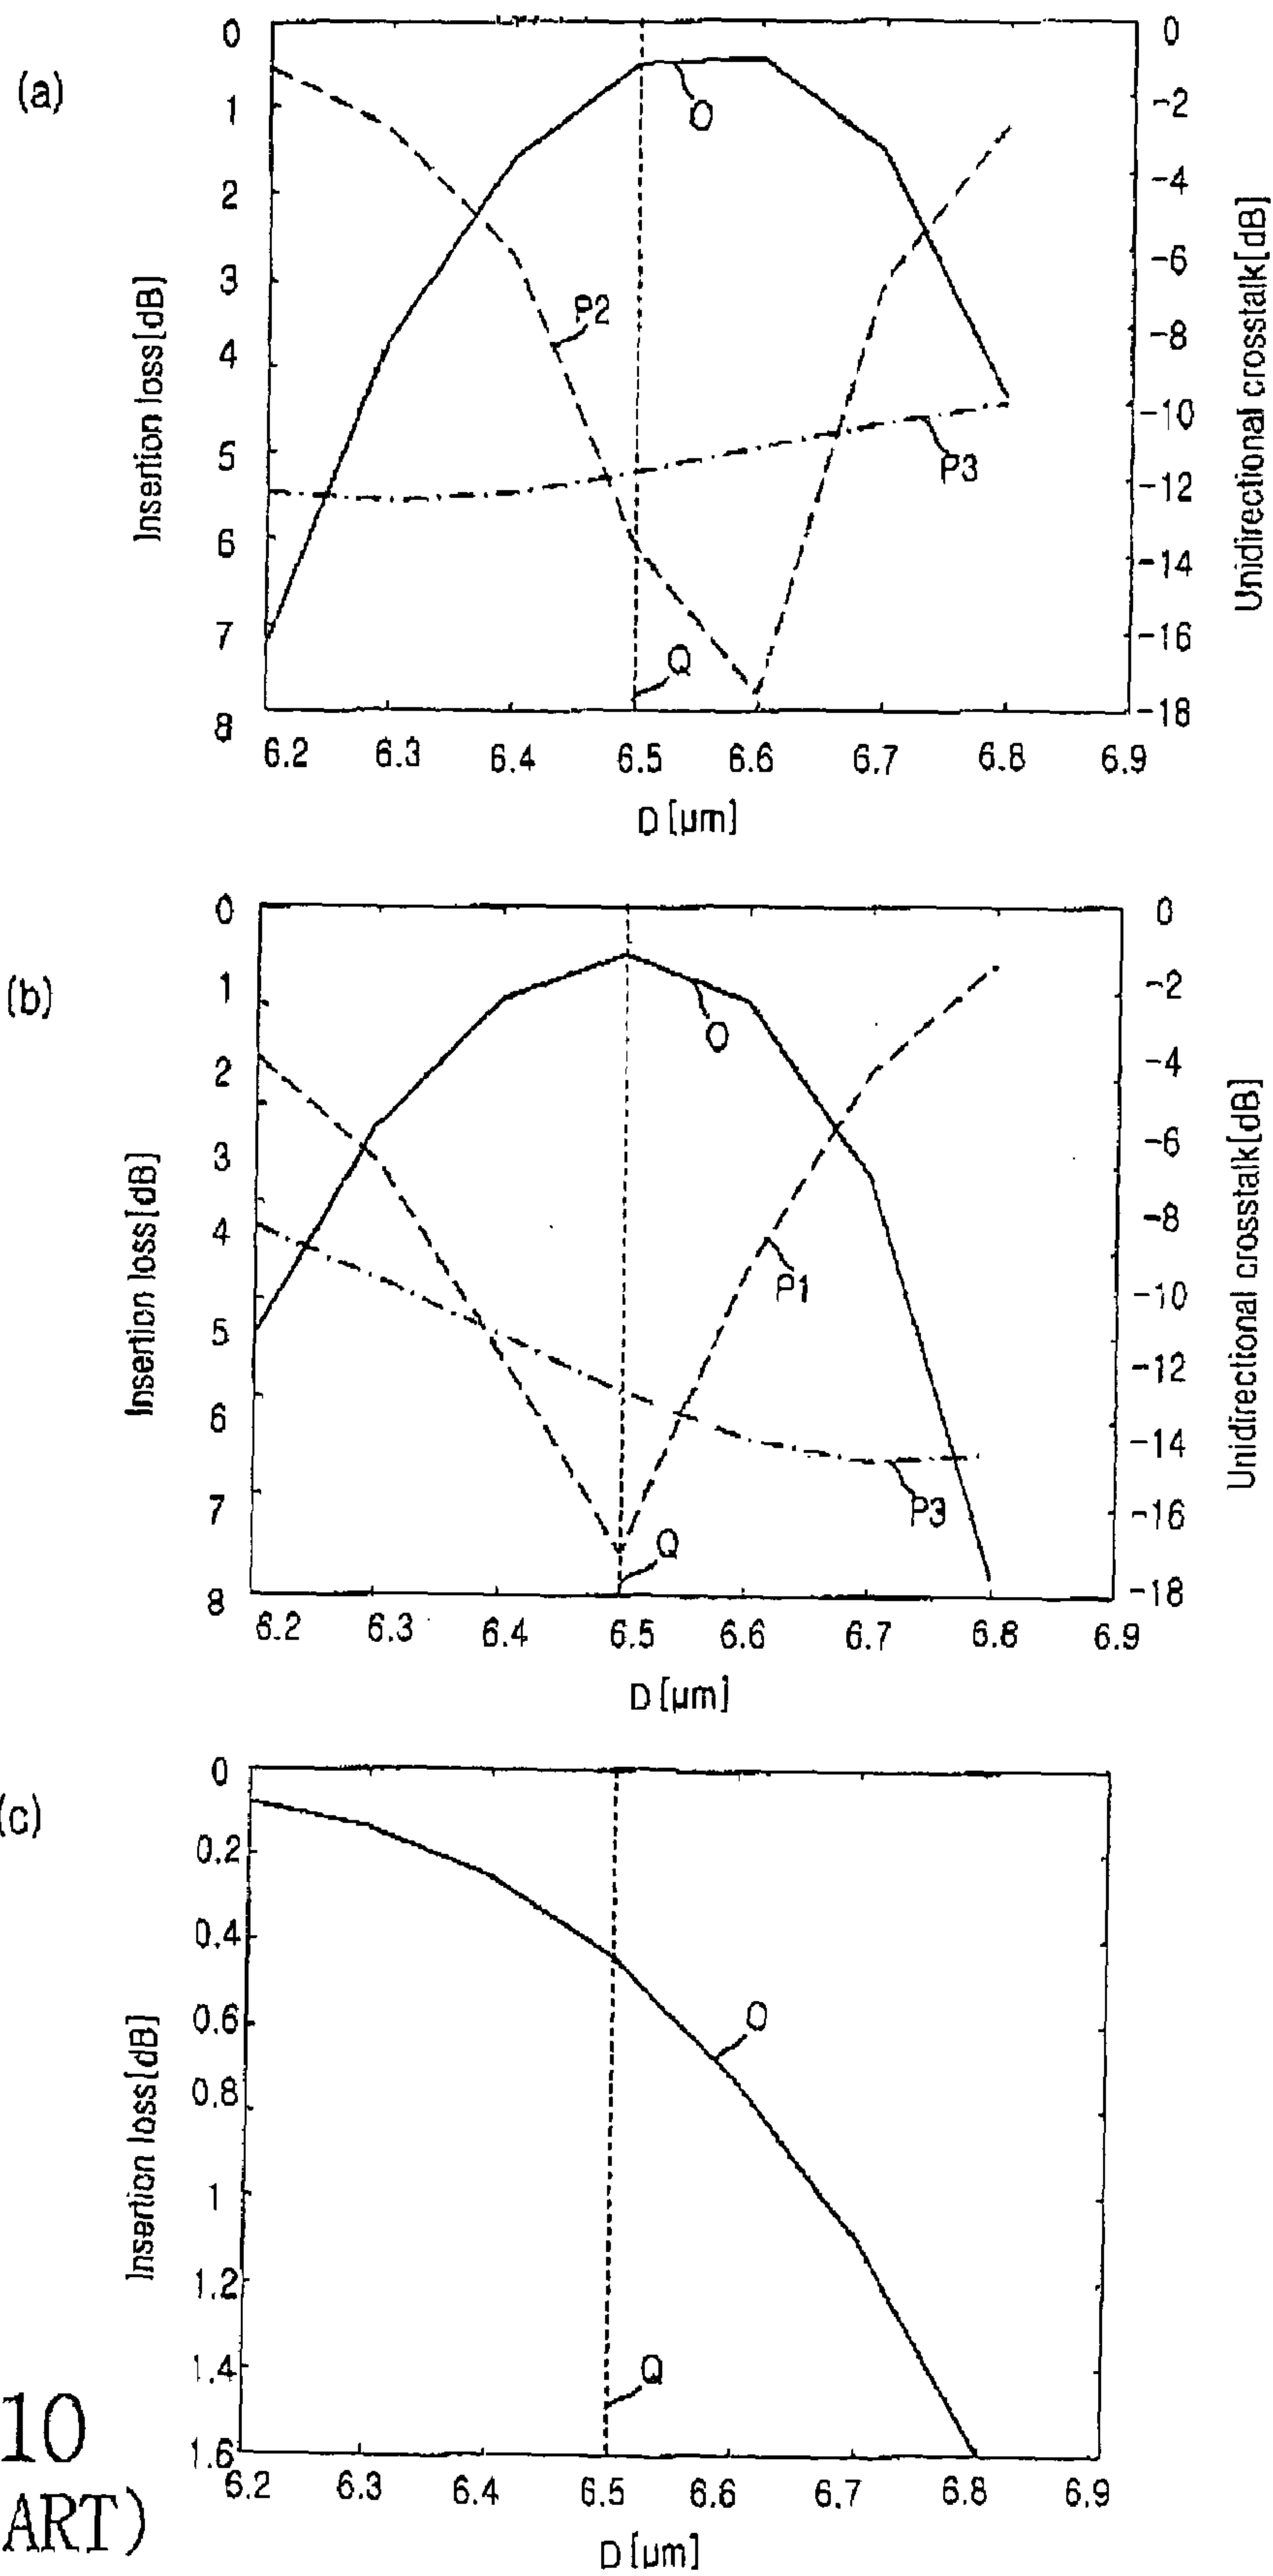 (a)
0
1
2
3
4
5
6
7
8
Insertion loss[dB]
0
-2
-4
-6
-8
-10
-12
-14
-16
-18
Unidirectional crosstalk[dB]
O
P2
P3
Q
6.2 6.3 6.4 6.5 6.6 6.7 6.8 6.9
D [µm]
(b)
0
1
2
3
4
5
6
7
8
Insertion loss[dB]
0
-2
-4
-6
-8
-10
-12
-14
-16
-18
Unidirectional crosstalk[dB]
O
P1
P3
Q
6.2 6.3 6.4 6.5 6.6 6.7 6.8 6.9
D [µm]
(c)
0
0.2
0.4
0.6
0.8
1
1.2
1.4
1.6
Insertion loss[dB]
O
Q
6.2 6.3 6.4 6.5 6.6 6.7 6.8 6.9
D [µm]
10
ART)